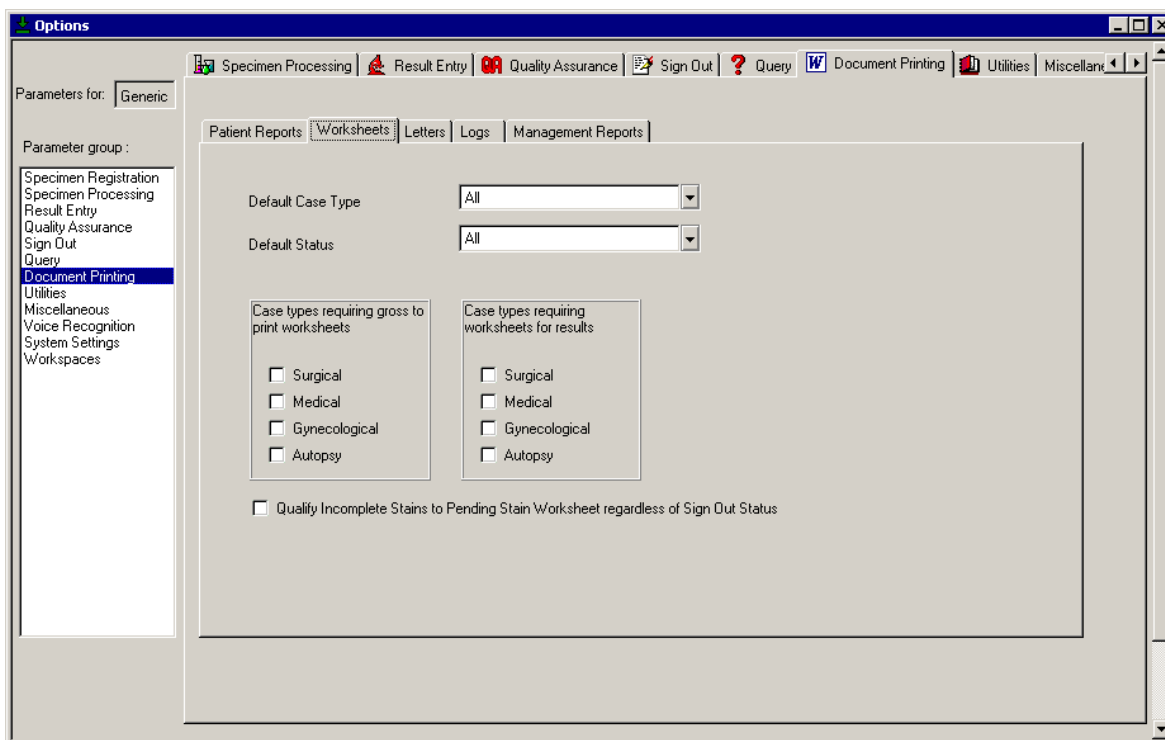 Options
Specimen Processing Result Entry QA Quality Assurance Sign Out ? Query W Document Printing Utilities Miscellane
Parameters for: Generic
Patient Reports Worksheets Letters Logs Management Reports
Parameter group :
Specimen Registration
Specimen Processing
Result Entry
Quality Assurance
Sign Out
Query
Document Printing
Utilities
Miscellaneous
Voice Recognition
System Settings
Workspaces
Default Case Type All
Default Status All
Case types requiring gross to
print worksheets
Surgical
Medical
Gynecological
Autopsy
Case types requiring
worksheets for results
Surgical
Medical
Gynecological
Autopsy
Qualify Incomplete Stains to Pending Stain Worksheet regardless of Sign Out Status